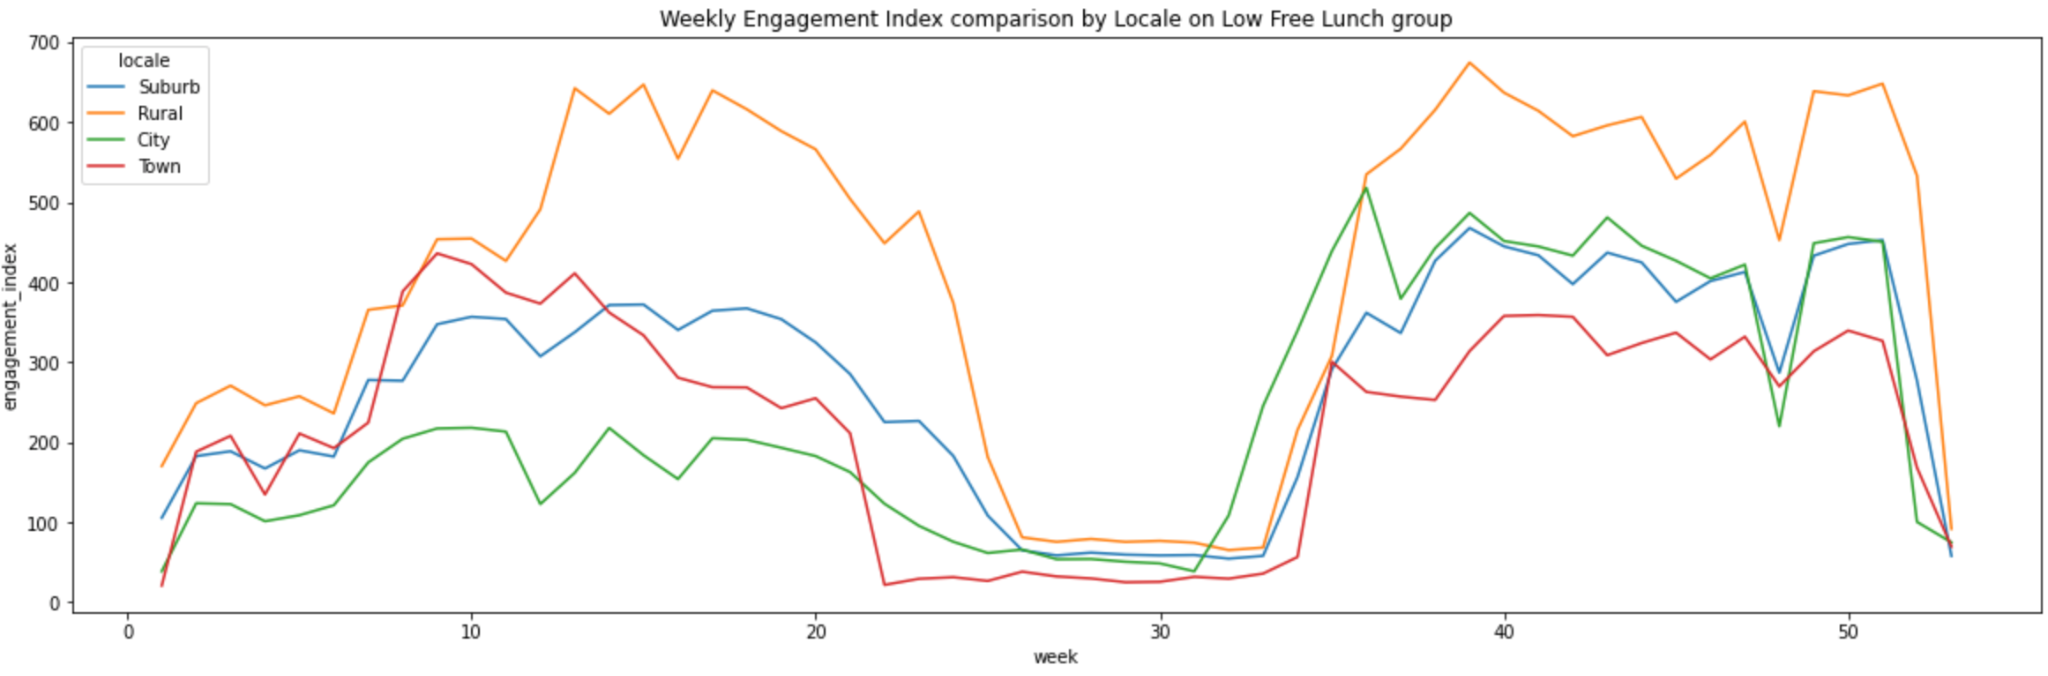 Weekly Engagement Index comparison by Locale on Low Free Lunch group
700
600
500
400
300
200
100
0
engagement_index
locale
Suburb
Rural
City
Town
0 10 20 30 40 50
week